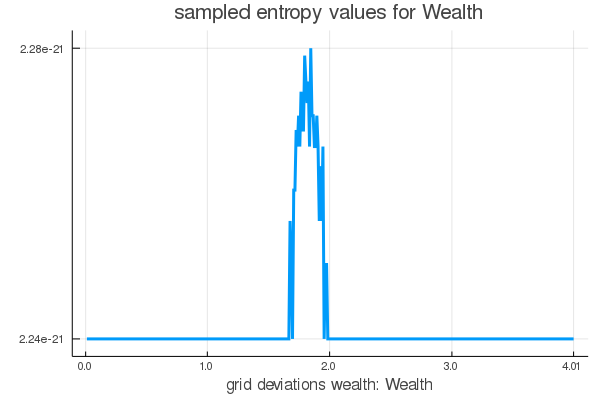 sampled entropy values for Wealth
2.28e-21
2.24e-21
0.0 1.0 2.0 3.0 4.01
grid deviations wealth: Wealth